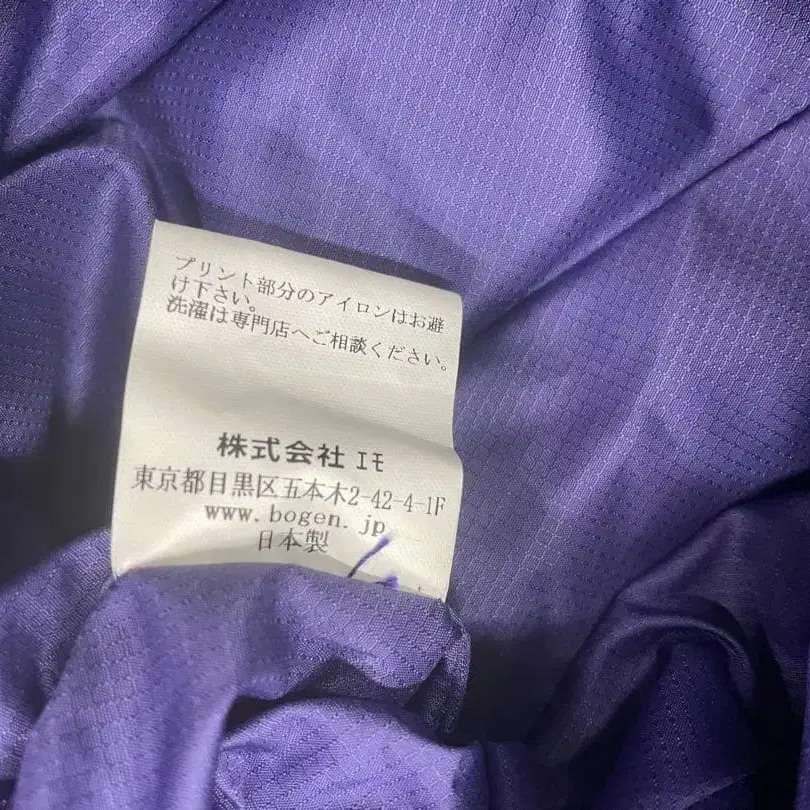 プリント部分のアイロンはお避
け下さい。
洗濯は専門店へご相談ください。
株式会社 エモ
東京都目黒区五本木2-42-4-1F
www.bogen.jp
日本製